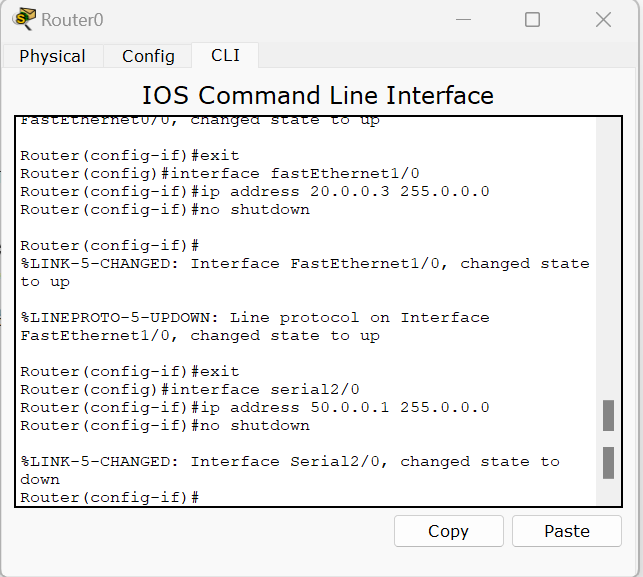 Router0
Physical Config CLI
IOS Command Line Interface
FastEthernet0/0, changed state to up
Router(config-if)#exit
Router(config)#interface fastEthernet1/0
Router(config-if)#ip address 20.0.0.3 255.0.0.0
Router(config-if)#no shutdown
Router(config-if)#
%LINK-5-CHANGED: Interface FastEthernet1/0, changed state
to up
%LINEPROTO-5-UPDOWN: Line protocol on Interface
FastEthernet1/0, changed state to up
Router(config-if)#exit
Router(config)#interface serial2/0
Router(config-if)#ip address 50.0.0.1 255.0.0.0
Router(config-if)#no shutdown
%LINK-5-CHANGED: Interface Serial2/0, changed state to
down
Router(config-if)#
Copy Paste